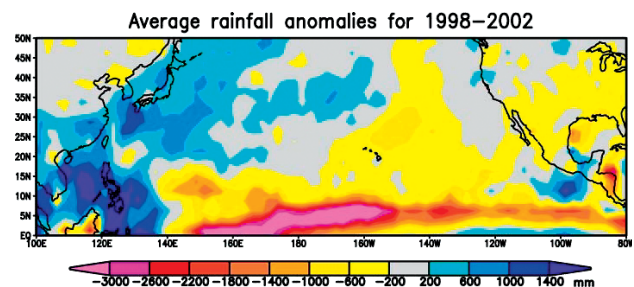 Average rainfall anomalies for 1998–2002
50N
45N
40N
35N
30N
25N
20N
15N
10N
5N
EQ
100E 120E 140E 160E 180 160W 140W 120W 100W 80W
−3000 −2600 −2200 −1800 −1400 −1000 −600 −200 200 600 1000 1400 mm